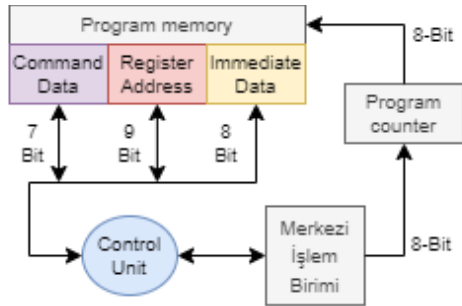 Program memory
Command
Data
Register
Address
Immediate
Data
8-Bit
7
Bit
9
Bit
8
Bit
Program
counter
Control
Unit
Merkezi
İşlem
Birimi
8-Bit